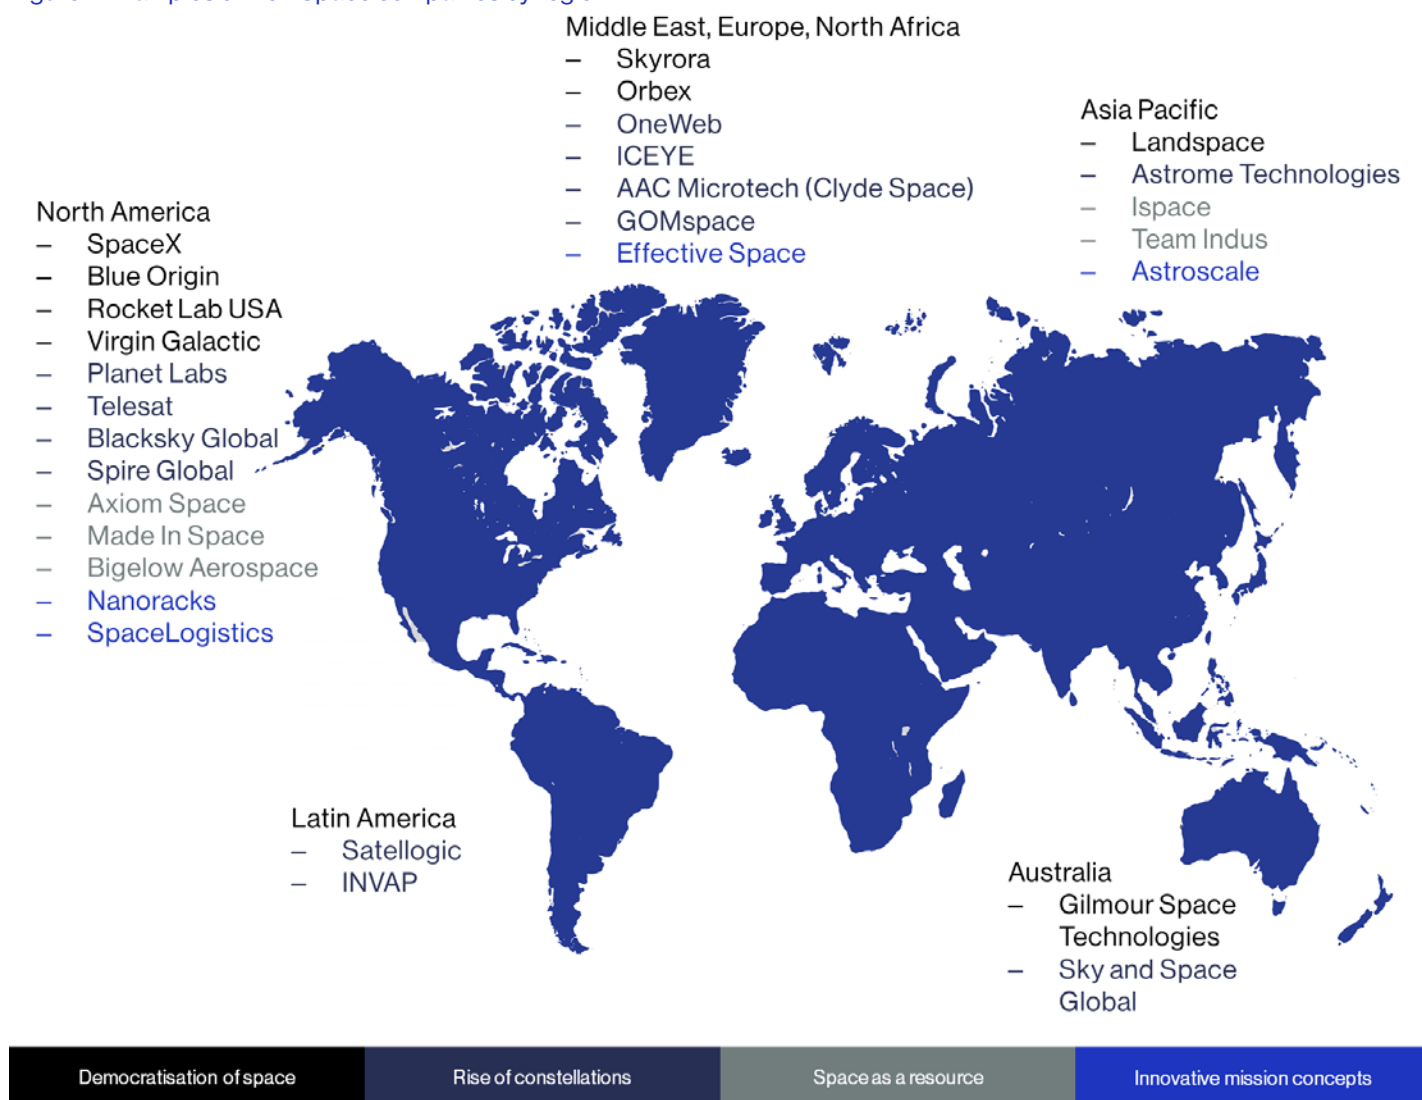 Middle East, Europe, North Africa
– Skyrora
– Orbex
– OneWeb
– ICEYE
– AAC Microtech (Clyde Space)
– GOMspace
– Effective Space
Asia Pacific
– Landspace
– Astrome Technologies
– Ispace
– Team Indus
– Astroscale
North America
– SpaceX
– Blue Origin
– Rocket Lab USA
– Virgin Galactic
– Planet Labs
– Telesat
– Blacksky Global
– Spire Global
– Axiom Space
– Made In Space
– Bigelow Aerospace
– Nanoracks
– SpaceLogistics
Latin America
– Satellogic
– INVAP
Australia
– Gilmour Space
Technologies
– Sky and Space
Global
Democratisation of space
Rise of constellations
Space as a resource
Innovative mission concepts